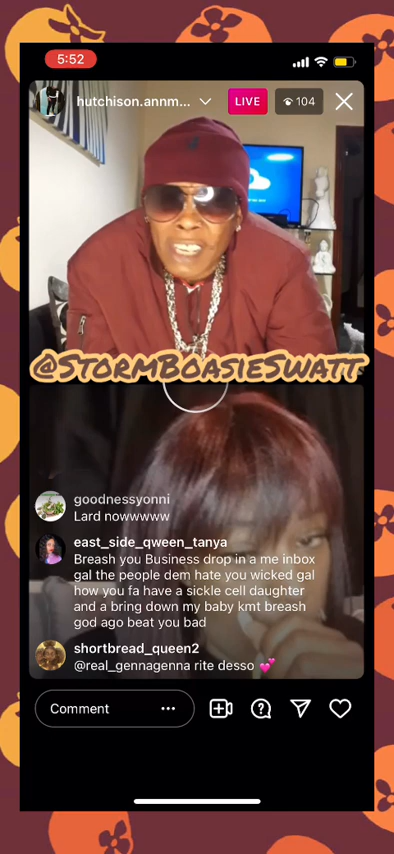 5:52
hutchison.annm...
LIVE
104
@STORMBOASIESWATT
goodnessyonni
Lard nowwwww
east_side_qween_tanya
Breash you Business drop in a me inbox
gal the people dem hate you wicked gal
how you fa have a sickle cell daughter
and a bring down my baby kmt breash
god ago beat you bad
shortbread_queen2
@real_gennagenna rite desso 💕
Comment